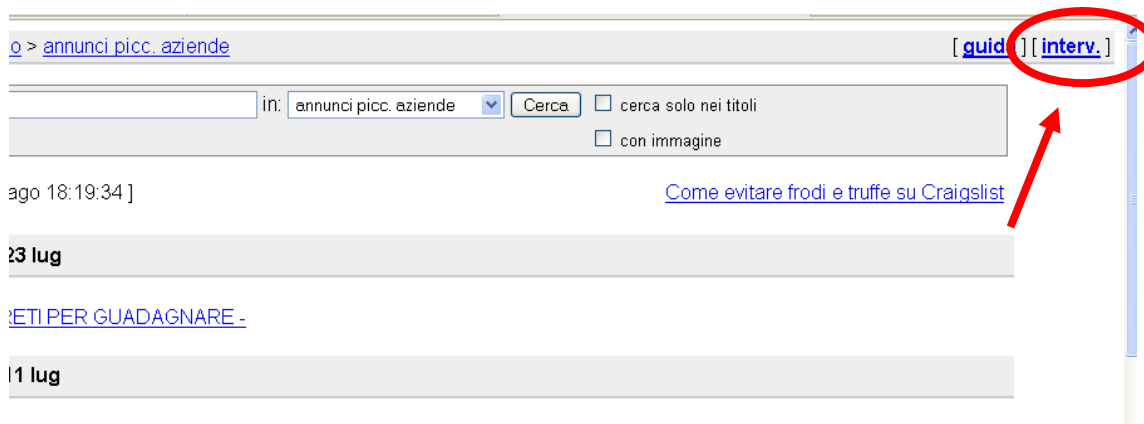 o > annunci picc. aziende [ guida ] [ interv. ]
in: annunci picc. aziende Cerca cerca solo nei titoli
con immagine
ago 18:19:34 ] Come evitare frodi e truffe su Craigslist
23 lug
RETI PER GUADAGNARE -
11 lug